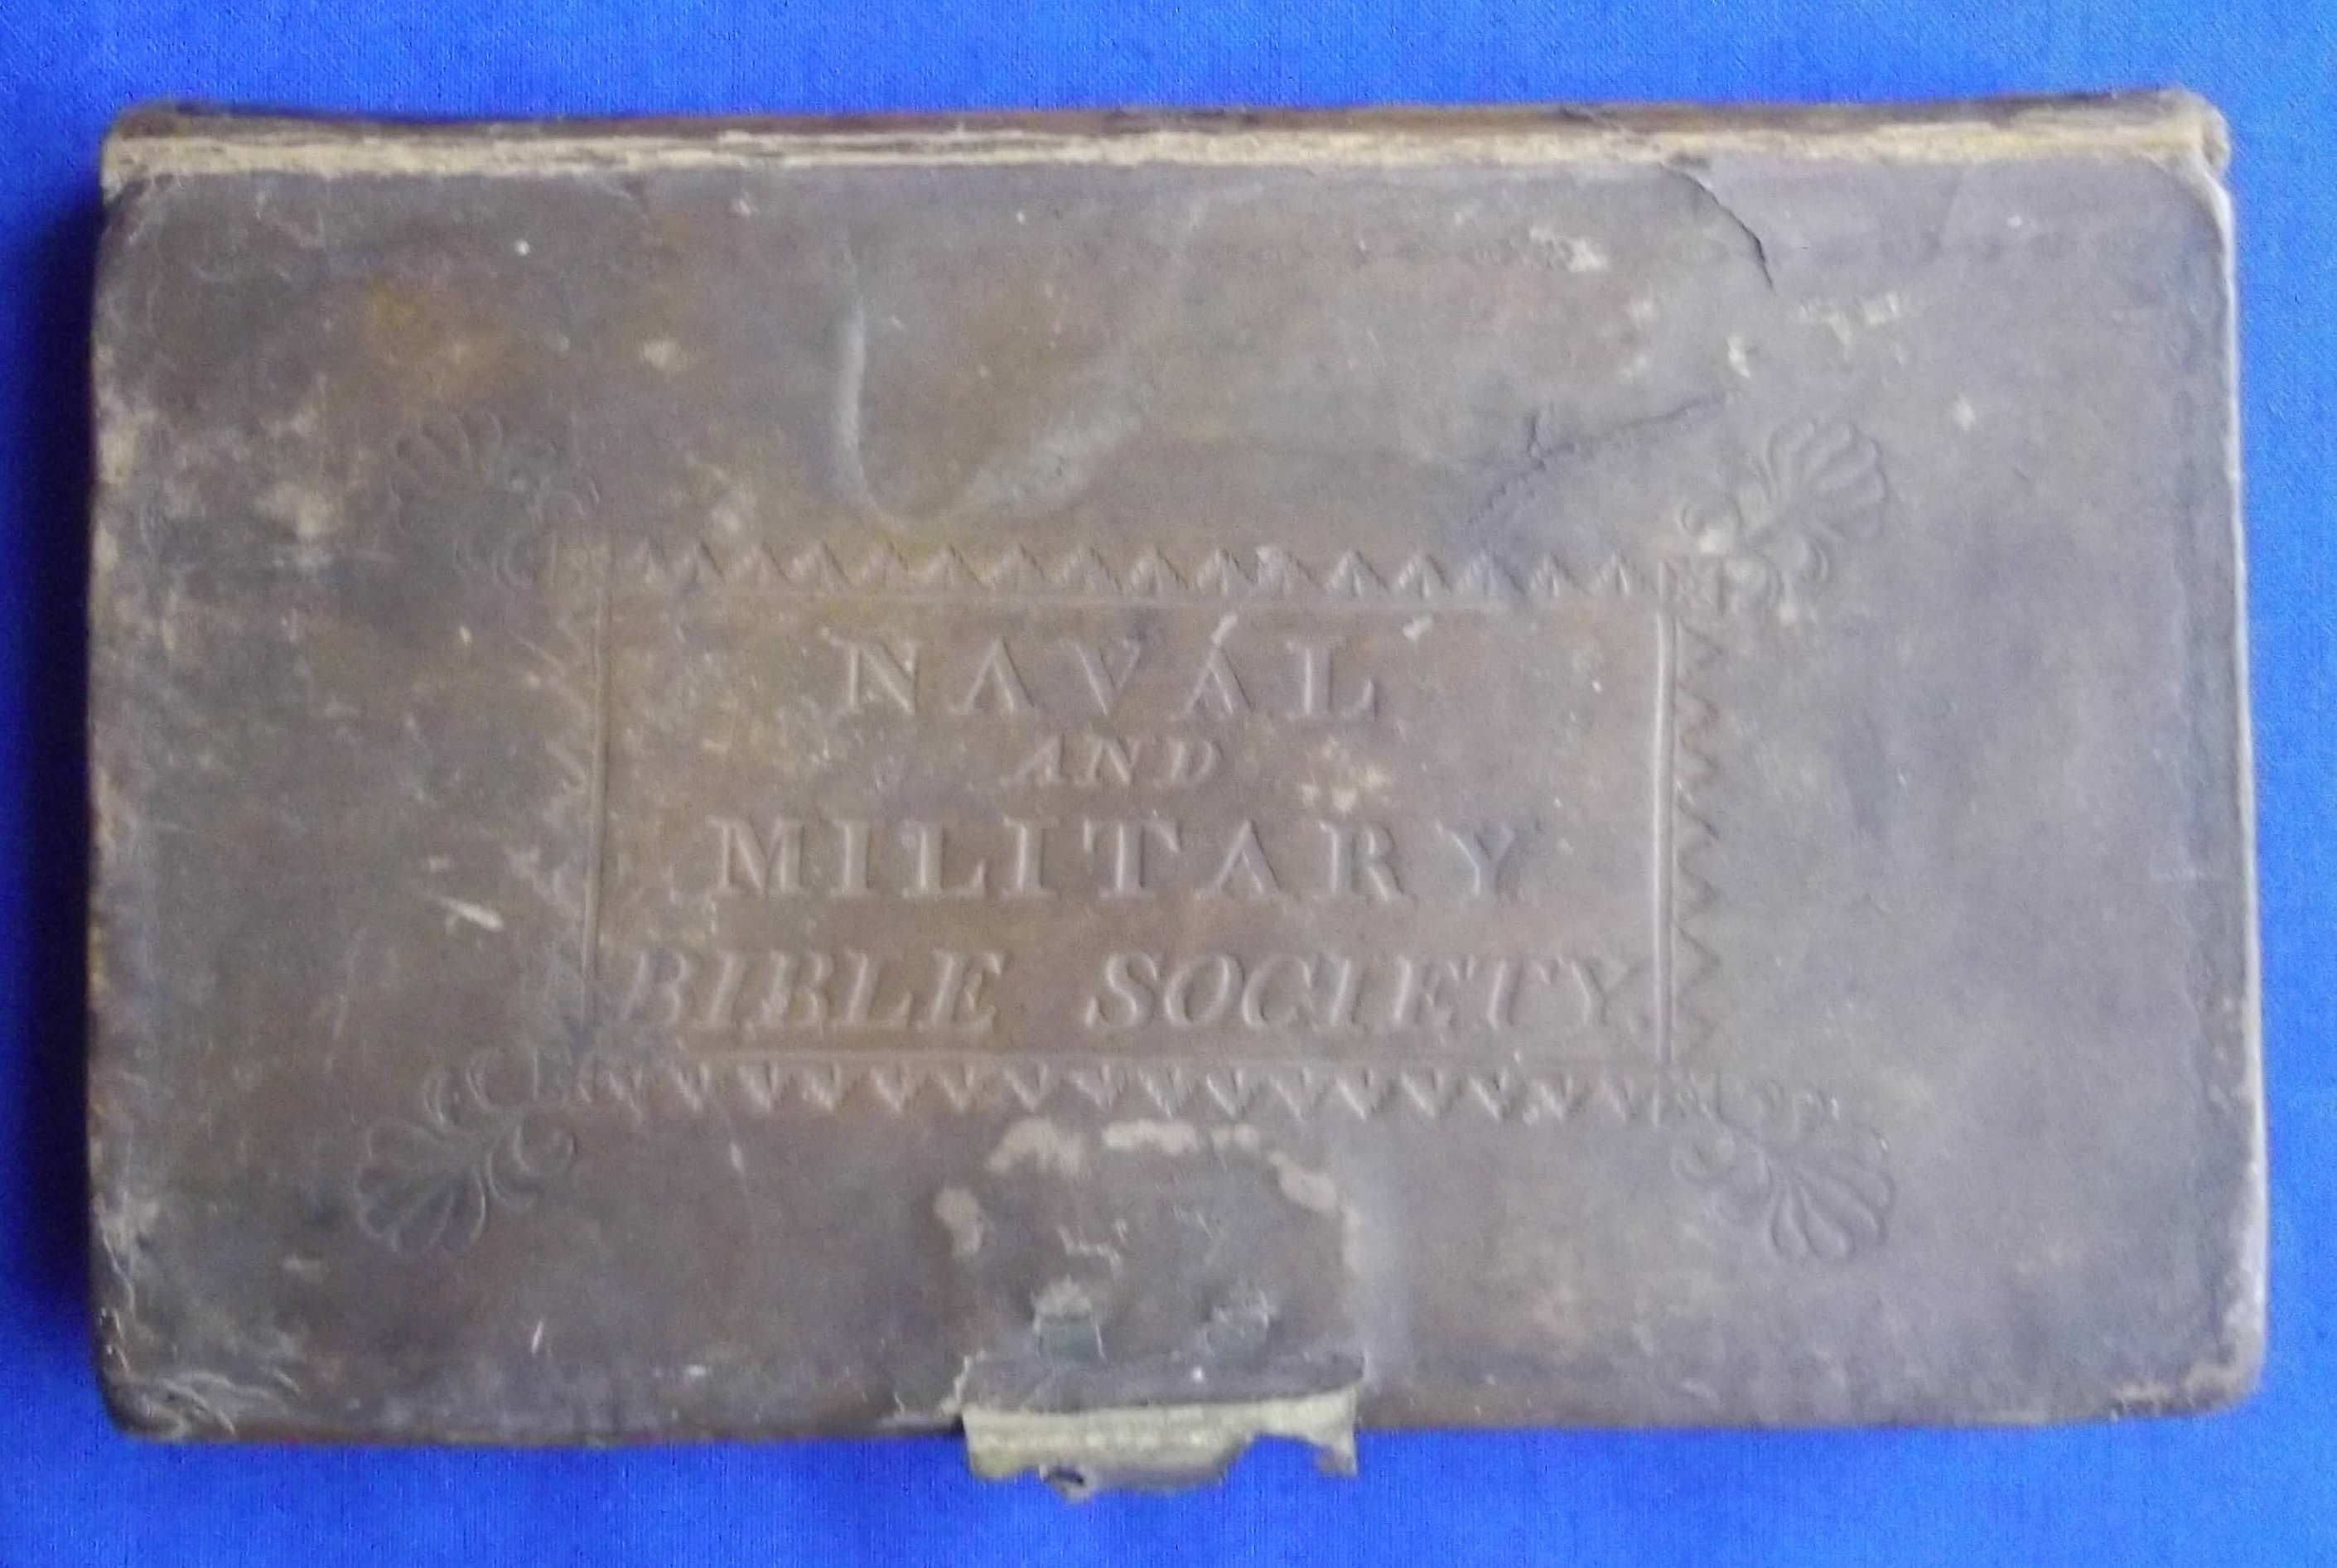 NAVAL
AND
MILITARY
BIBLE SOCIETY.